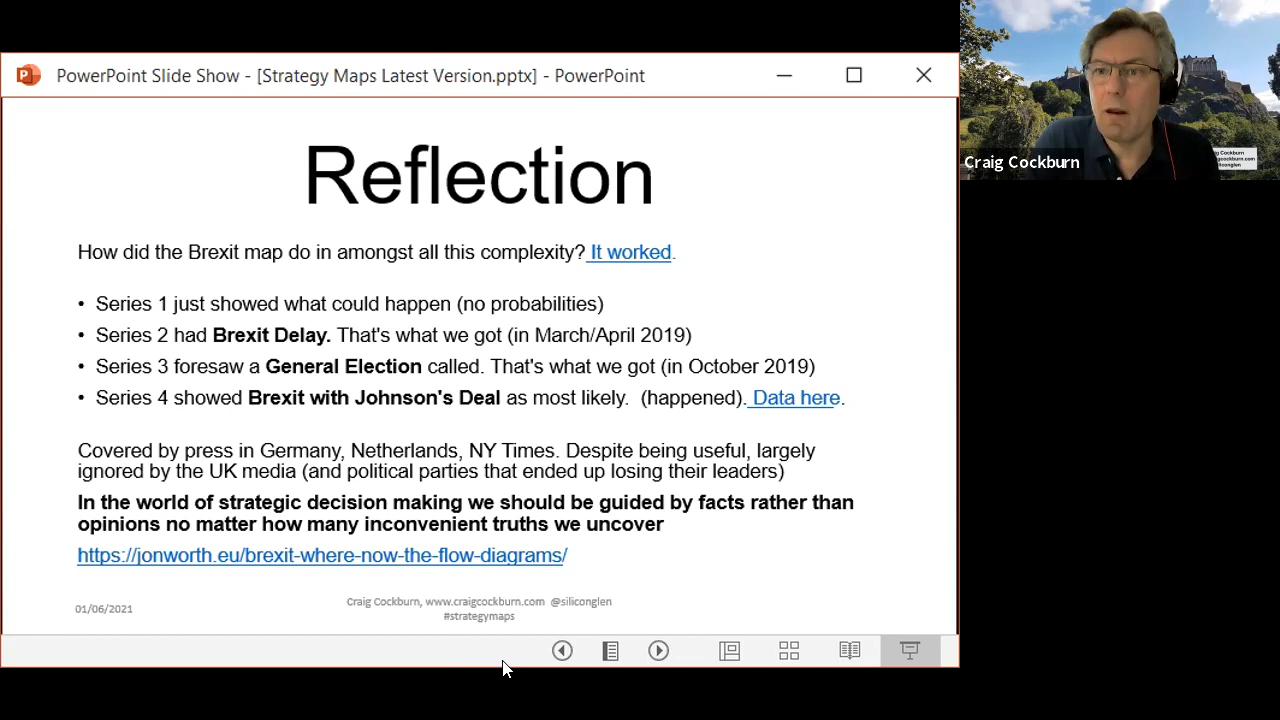 PowerPoint Slide Show - [Strategy Maps Latest Version.pptx] - PowerPoint
Reflection
How did the Brexit map do in amongst all this complexity? It worked.
• Series 1 just showed what could happen (no probabilities)
• Series 2 had Brexit Delay. That's what we got (in March/April 2019)
• Series 3 foresaw a General Election called. That's what we got (in October 2019)
• Series 4 showed Brexit with Johnson's Deal as most likely. (happened). Data here.
Covered by press in Germany, Netherlands, NY Times. Despite being useful, largely
ignored by the UK media (and political parties that ended up losing their leaders)
In the world of strategic decision making we should be guided by facts rather than
opinions no matter how many inconvenient truths we uncover
https://jonworth.eu/brexit-where-now-the-flow-diagrams/
01/06/2021
Craig Cockburn, www.craigcockburn.com @siliconglen
#strategymaps
Craig Cockburn
Cockburn